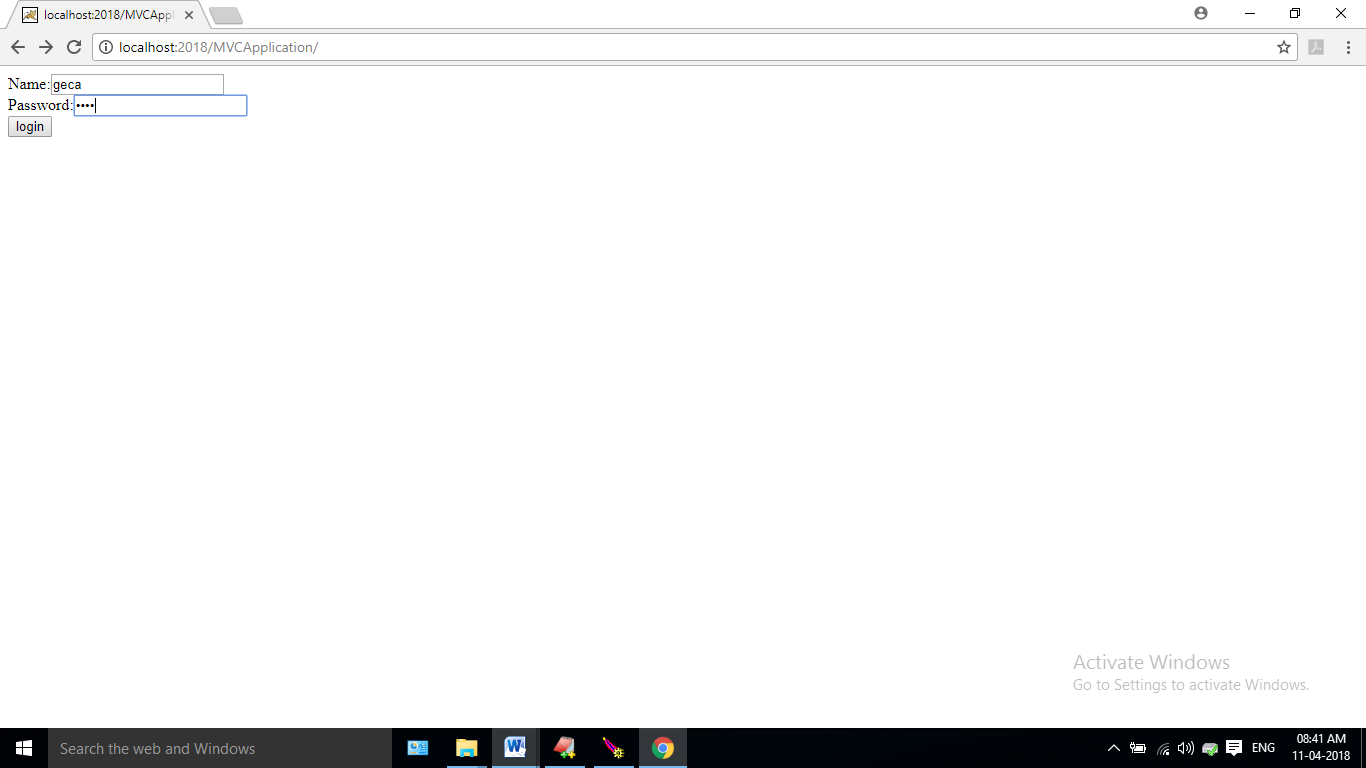 localhost:2018/MVCAppl
localhost:2018/MVCApplication/
Name:geca
Password:••••
login
Activate Windows
Go to Settings to activate Windows.
Search the web and Windows
ENG
08:41 AM
11-04-2018